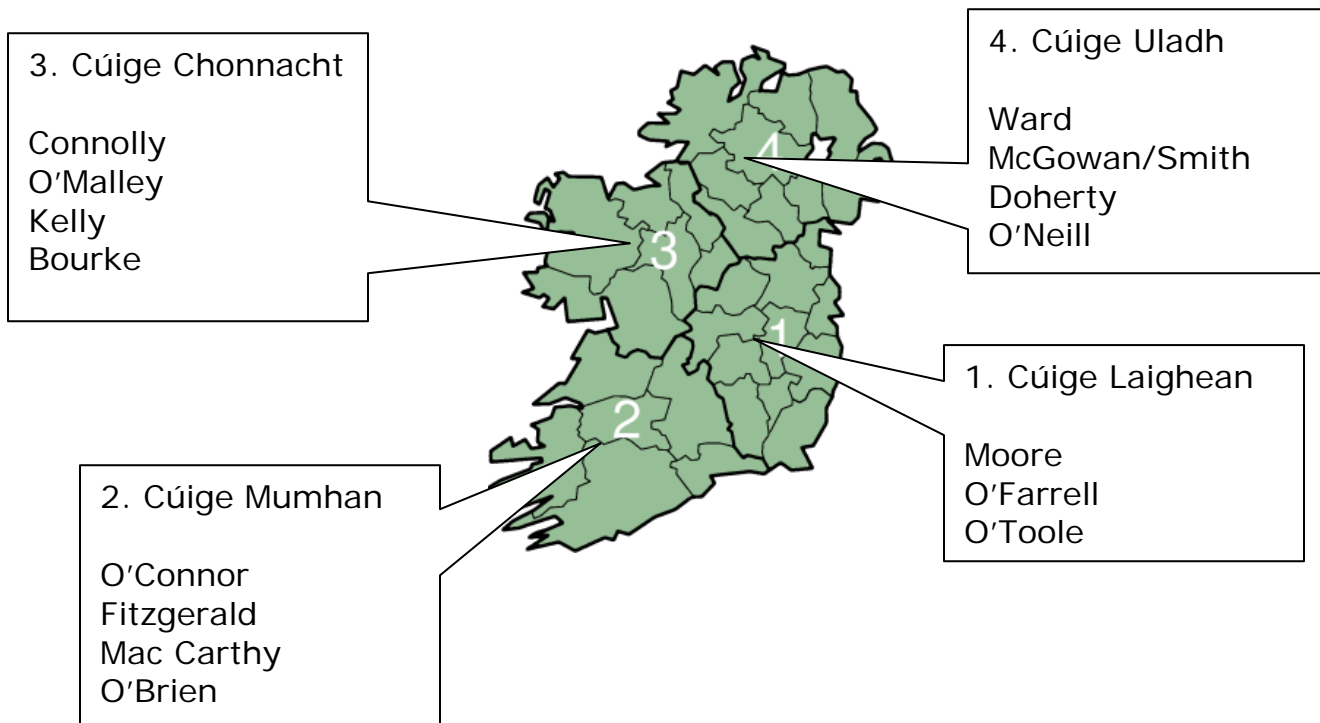 3. Cúige Chonnacht
Connolly
O'Malley
Kelly
Bourke
4. Cúige Uladh
Ward
McGowan/Smith
Doherty
O'Neill
4
3
1
2
1. Cúige Laighean
Moore
O'Farrell
O'Toole
2. Cúige Mumhan
O'Connor
Fitzgerald
Mac Carthy
O'Brien